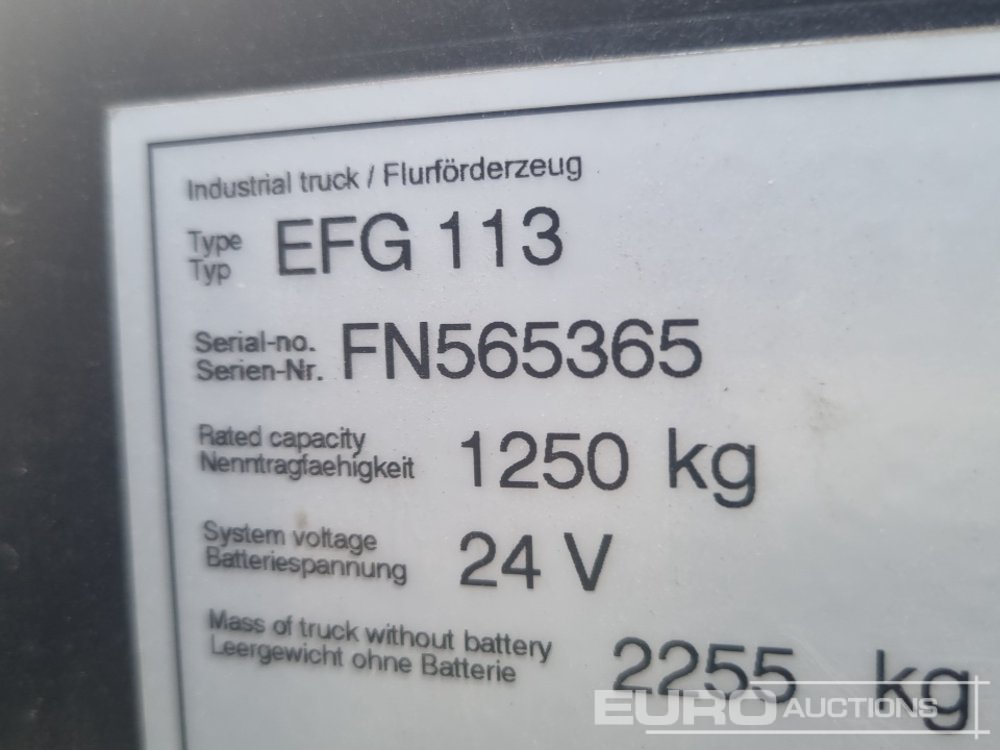 Industrial truck / Flurförderzeug
Type
Typ
EFG 113
Serial-no.
Serien-Nr.
FN565365
Rated capacity
Nenntragfaehigkeit
1250 kg
System voltage
Batteriespannung
24 V
Mass of truck without battery
Leergewicht ohne Batterie
2255 kg
EURO AUCTIONS